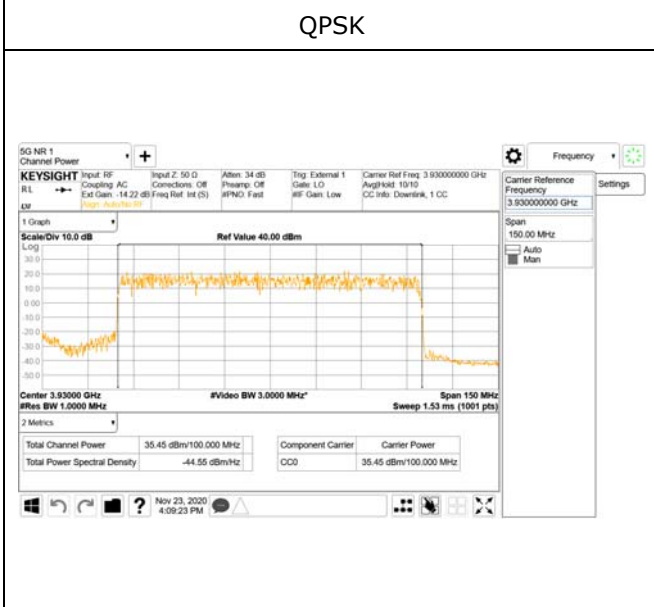 QPSK
5G NR 1
Channel Power
+
Frequency
KEYSIGHT Input: RF Input Z: 50 Ω Atten: 34 dB Trig: External 1 Carrier Ref Freq: 3.930000000 GHz
RL Coupling: AC Corrections: Off Preamp: Off Gate: LO Avg|Hold: 10/10
Ext Gain: -14.22 dB Freq Ref: Int (S) #PNO: Fast #IF Gain: Low CC Info: Downlink, 1 CC
Align: Auto/No RF
Carrier Reference Frequency
3.930000000 GHz
Settings
Span
150.00 MHz
Auto
Man
1 Graph
Scale/Div 10.0 dB Ref Value 40.00 dBm
Log
30.0
20.0
10.0
0.00
-10.0
-20.0
-30.0
-40.0
-50.0
Center 3.93000 GHz #Video BW 3.0000 MHz* Span 150 MHz
#Res BW 1.0000 MHz Sweep 1.53 ms (1001 pts)
2 Metrics
Total Channel Power 35.45 dBm/100.000 MHz Component Carrier Carrier Power
Total Power Spectral Density -44.55 dBm/Hz CC0 35.45 dBm/100.000 MHz
? Nov 23, 2020
4:09:23 PM